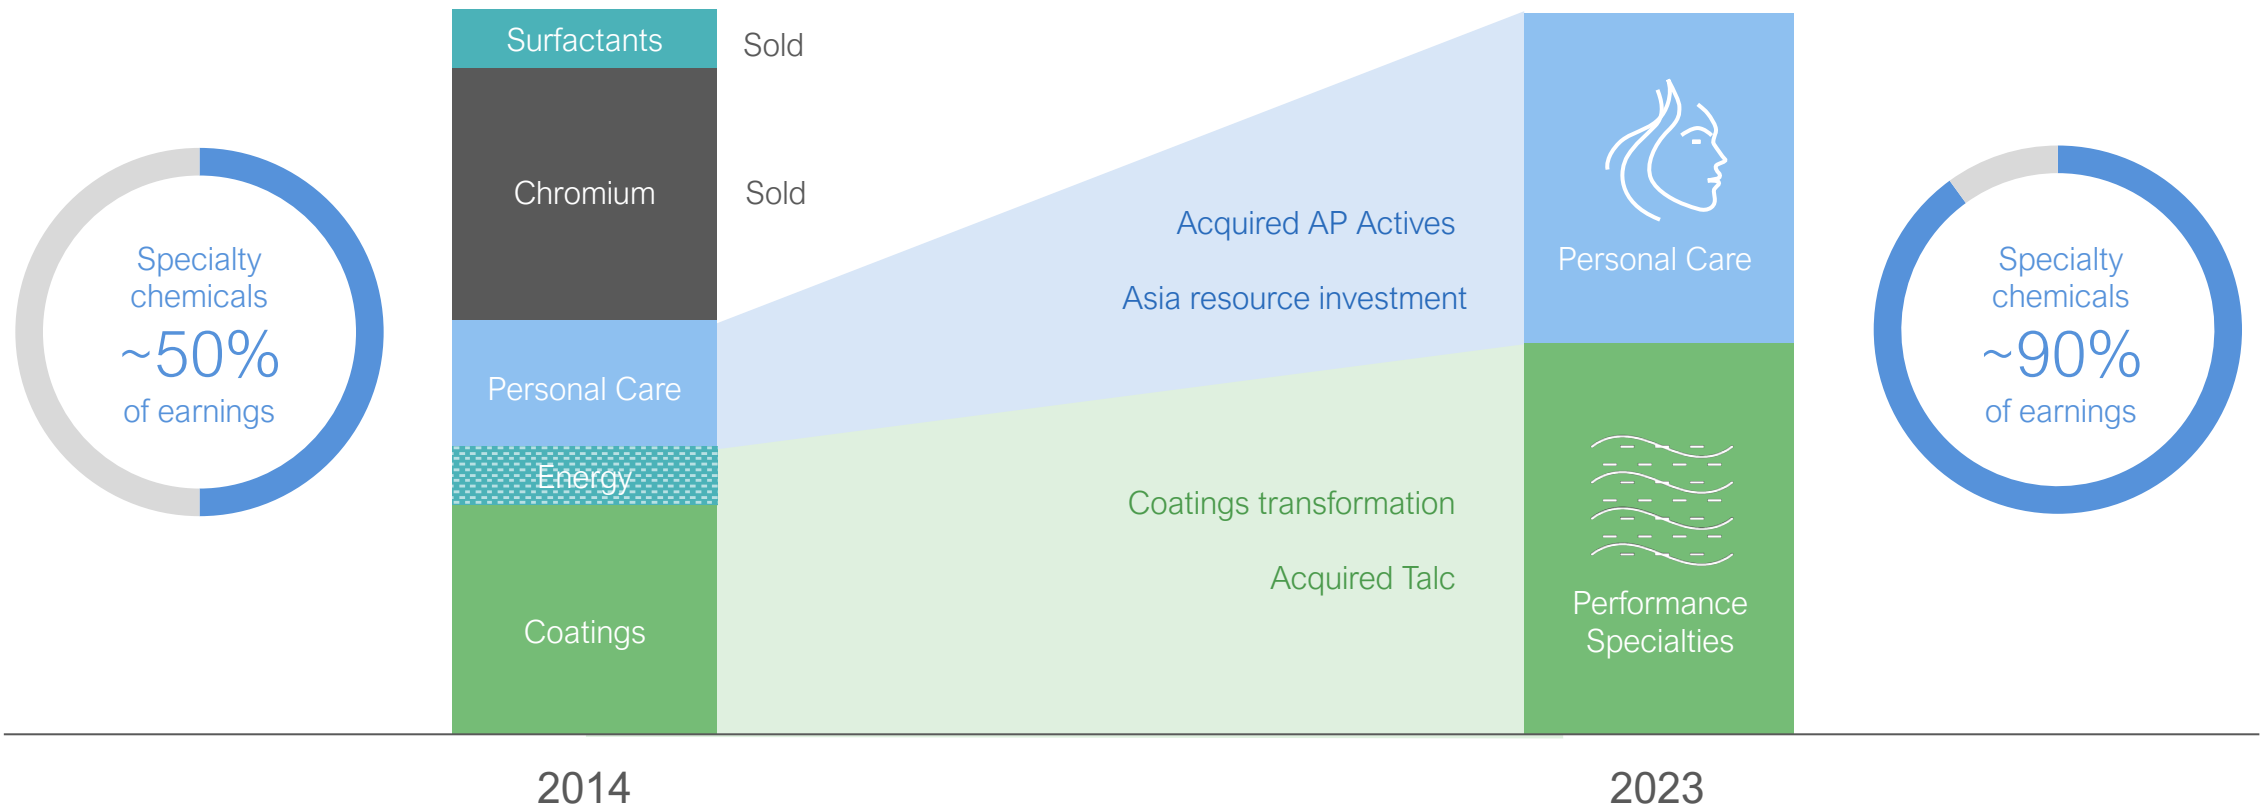 Specialty
chemicals
~50%
of earnings
Surfactants
Sold
Chromium
Sold
Personal Care
Energy
Coatings
2014
Acquired AP Actives
Asia resource investment
Coatings transformation
Acquired Talc
Personal Care
Performance
Specialties
2023
Specialty
chemicals
~90%
of earnings